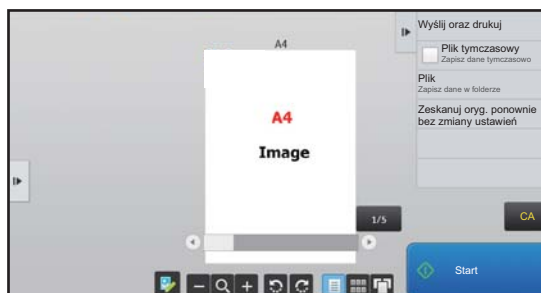 A4
A4
Image
1/5
Wyślij oraz drukuj
Plik tymczasowy
Zapisz dane tymczasowo
Plik
Zapisz dane w folderze
Zeskanuj oryg. ponownie
bez zmiany ustawień
CA
Start